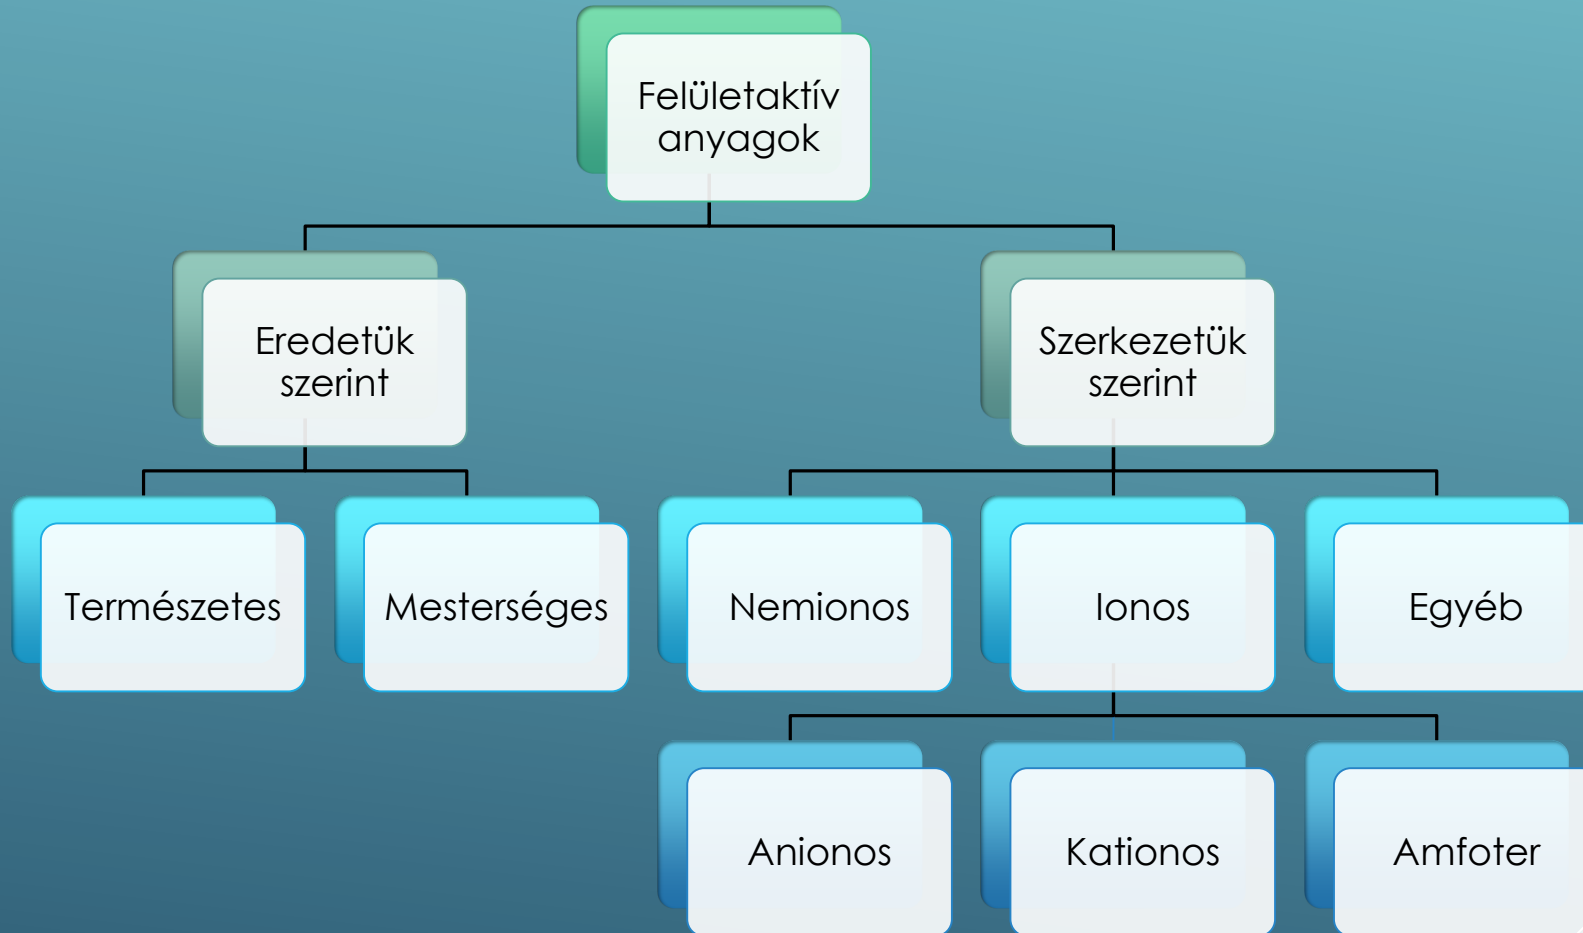 Felületaktív
anyagok
Eredetük
szerint
Szerkezetük
szerint
Természetes
Mesterséges
Nemionos
Ionos
Egyéb
Anionos
Kationos
Amfoter